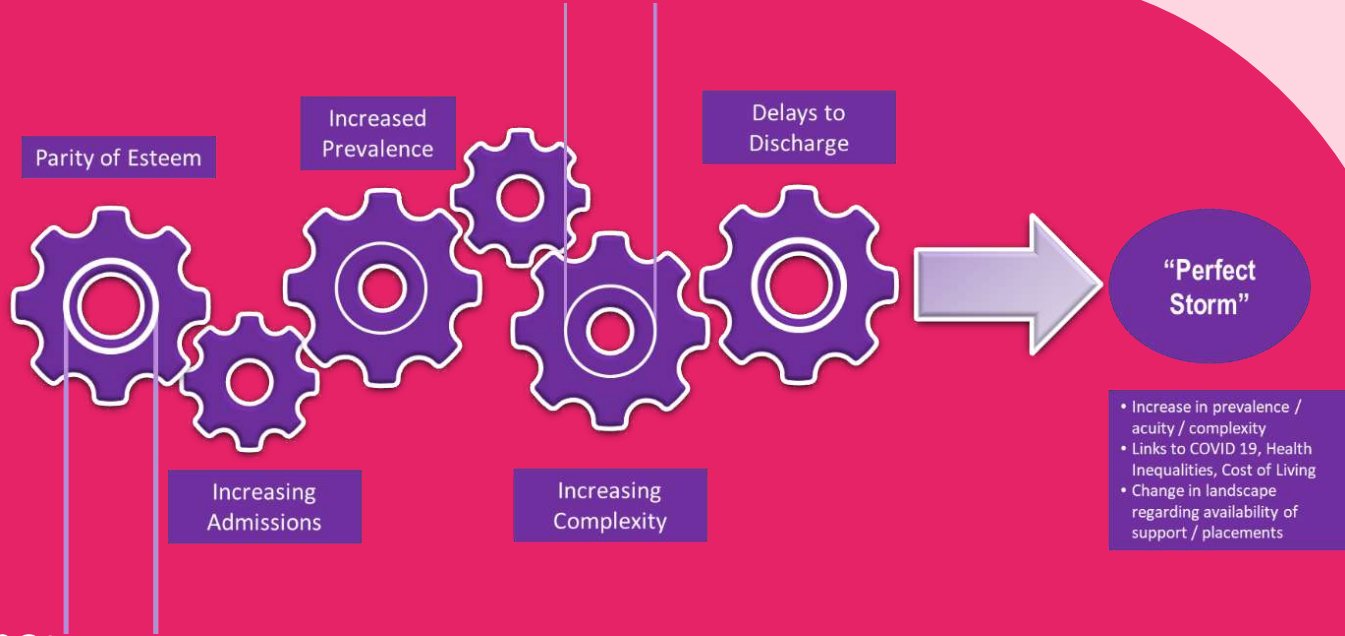 Parity of Esteem
Increased
Prevalence
Delays to
Discharge
Increasing
Admissions
Increasing
Complexity
“Perfect
Storm”
• Increase in prevalence /
acuity / complexity
• Links to COVID 19, Health
Inequalities, Cost of Living
• Change in landscape
regarding availability of
support / placements